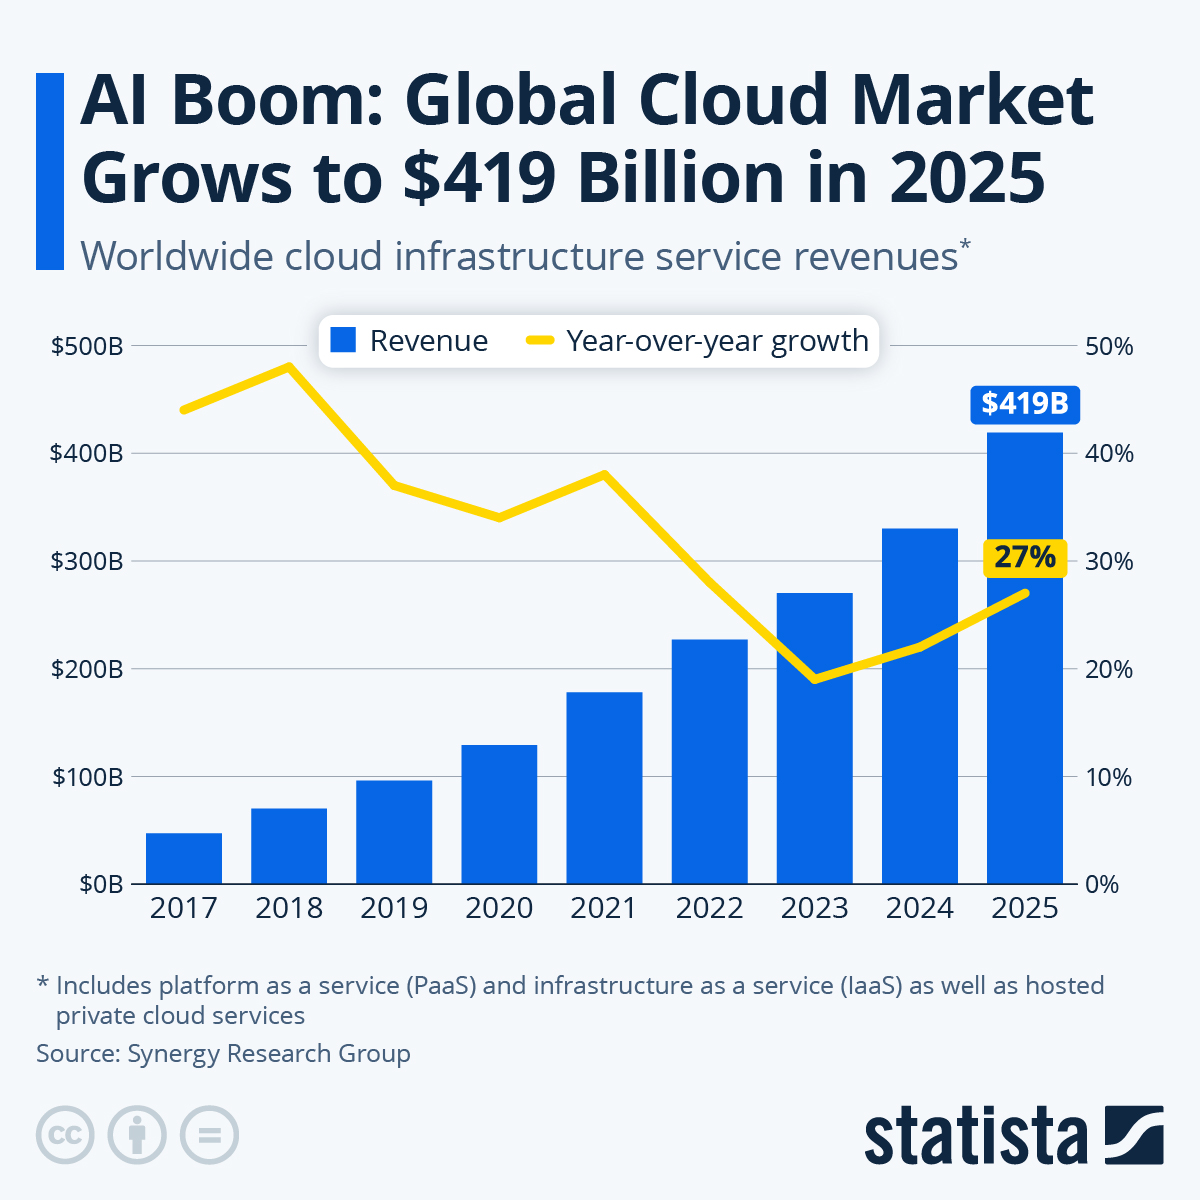 AI Boom: Global Cloud Market
Grows to $419 Billion in 2025
Worldwide cloud infrastructure service revenues*
Revenue
Year-over-year growth
$500B
$400B
$300B
$200B
$100B
$0B
50%
40%
30%
20%
10%
0%
$419B
27%
2017 2018 2019 2020 2021 2022 2023 2024 2025
* Includes platform as a service (PaaS) and infrastructure as a service (IaaS) as well as hosted
private cloud services
Source: Synergy Research Group
cc
statista